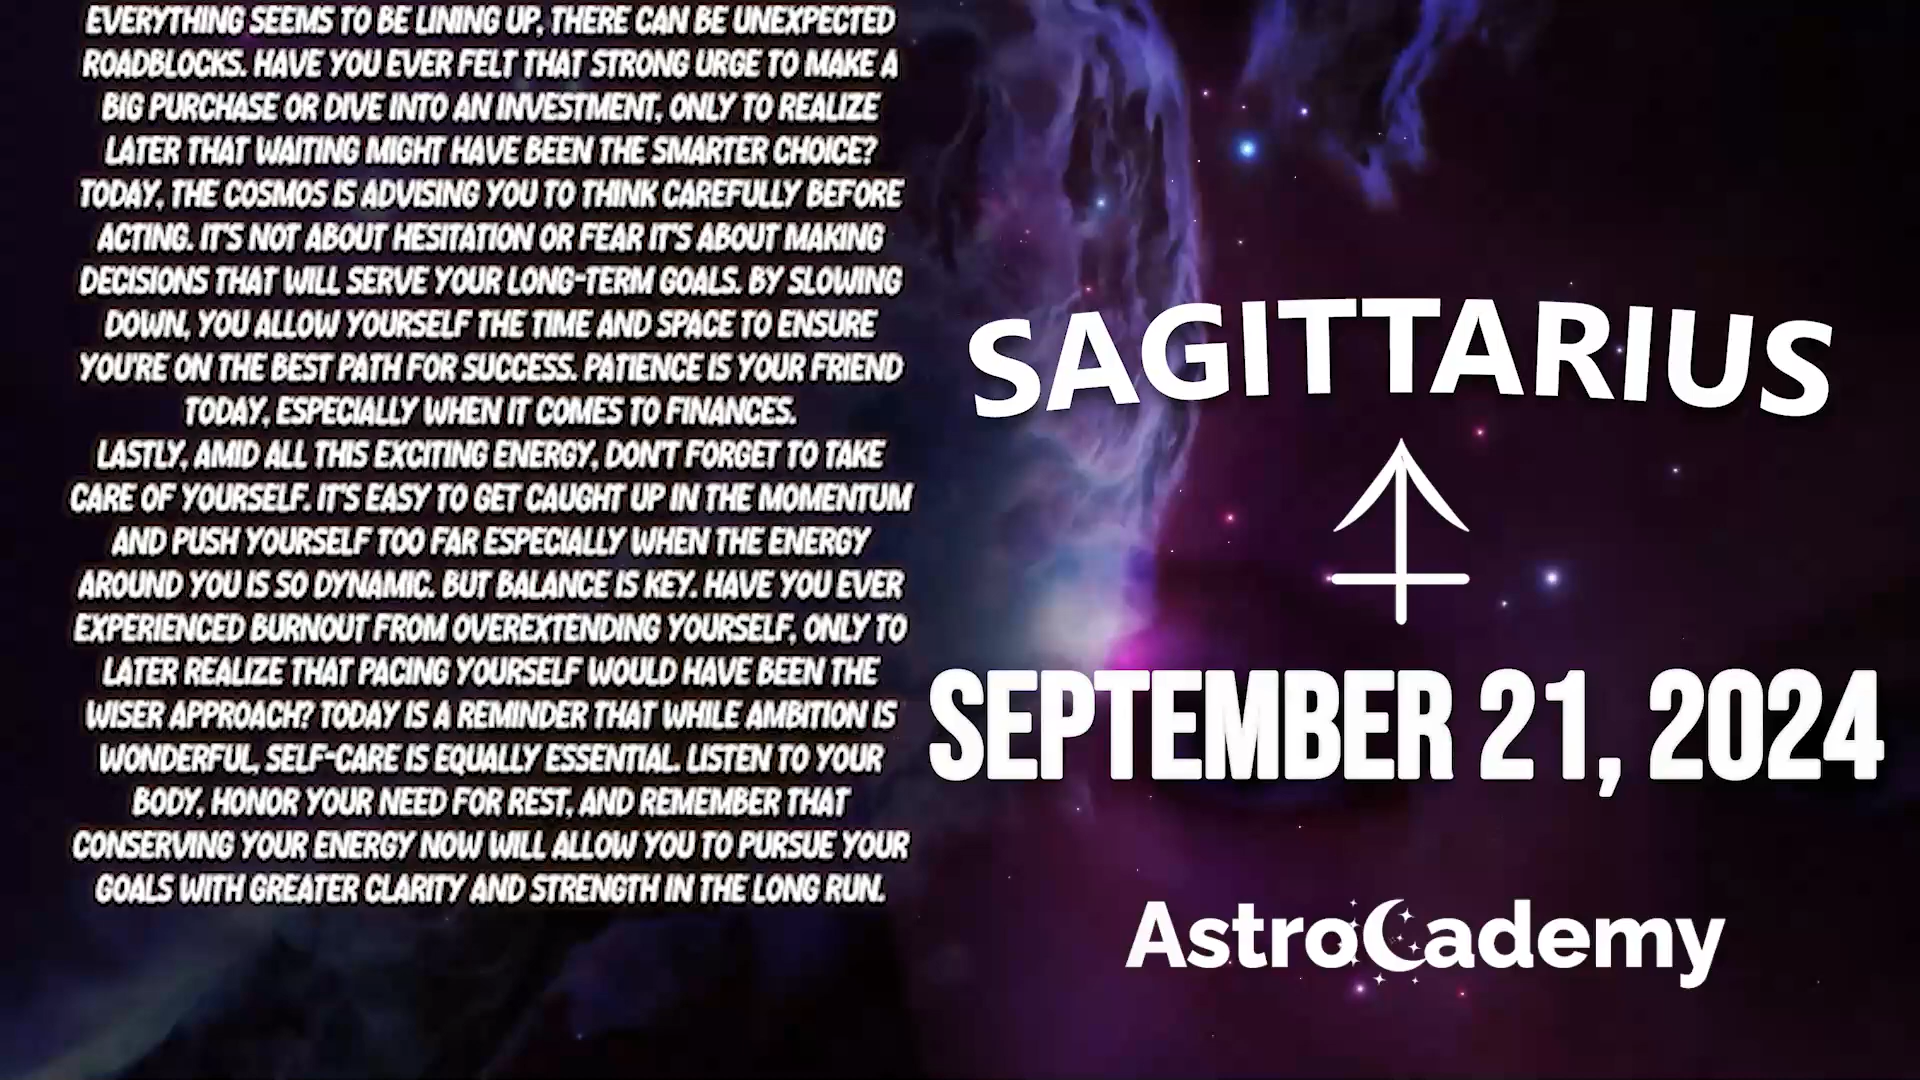 EVERYTHING SEEMS TO BE LINING UP, THERE CAN BE UNEXPECTED
ROADBLOCKS. HAVE YOU EVER FELT THAT STRONG URGE TO MAKE A
BIG PURCHASE OR DIVE INTO AN INVESTMENT, ONLY TO REALIZE
LATER THAT WAITING MIGHT HAVE BEEN THE SMARTER CHOICE?
TODAY, THE COSMOS IS ADVISING YOU TO THINK CAREFULLY BEFORE
ACTING. IT'S NOT ABOUT HESITATION OR FEAR IT'S ABOUT MAKING
DECISIONS THAT WILL SERVE YOUR LONG-TERM GOALS. BY SLOWING
DOWN, YOU ALLOW YOURSELF THE TIME AND SPACE TO ENSURE
YOU'RE ON THE BEST PATH FOR SUCCESS. PATIENCE IS YOUR FRIEND
TODAY, ESPECIALLY WHEN IT COMES TO FINANCES.
LASTLY, AMID ALL THIS EXCITING ENERGY, DON'T FORGET TO TAKE
CARE OF YOURSELF. IT'S EASY TO GET CAUGHT UP IN THE MOMENTUM
AND PUSH YOURSELF TOO FAR ESPECIALLY WHEN THE ENERGY
AROUND YOU IS SO DYNAMIC. BUT BALANCE IS KEY. HAVE YOU EVER
EXPERIENCED BURNOUT FROM OVEREXTENDING YOURSELF, ONLY TO
LATER REALIZE THAT PACING YOURSELF WOULD HAVE BEEN THE
WISER APPROACH? TODAY IS A REMINDER THAT WHILE AMBITION IS
WONDERFUL, SELF-CARE IS EQUALLY ESSENTIAL. LISTEN TO YOUR
BODY, HONOR YOUR NEED FOR REST, AND REMEMBER THAT
CONSERVING YOUR ENERGY NOW WILL ALLOW YOU TO PURSUE YOUR
GOALS WITH GREATER CLARITY AND STRENGTH IN THE LONG RUN.
SAGITTARIUS
SEPTEMBER 21, 2024
AstroCademy